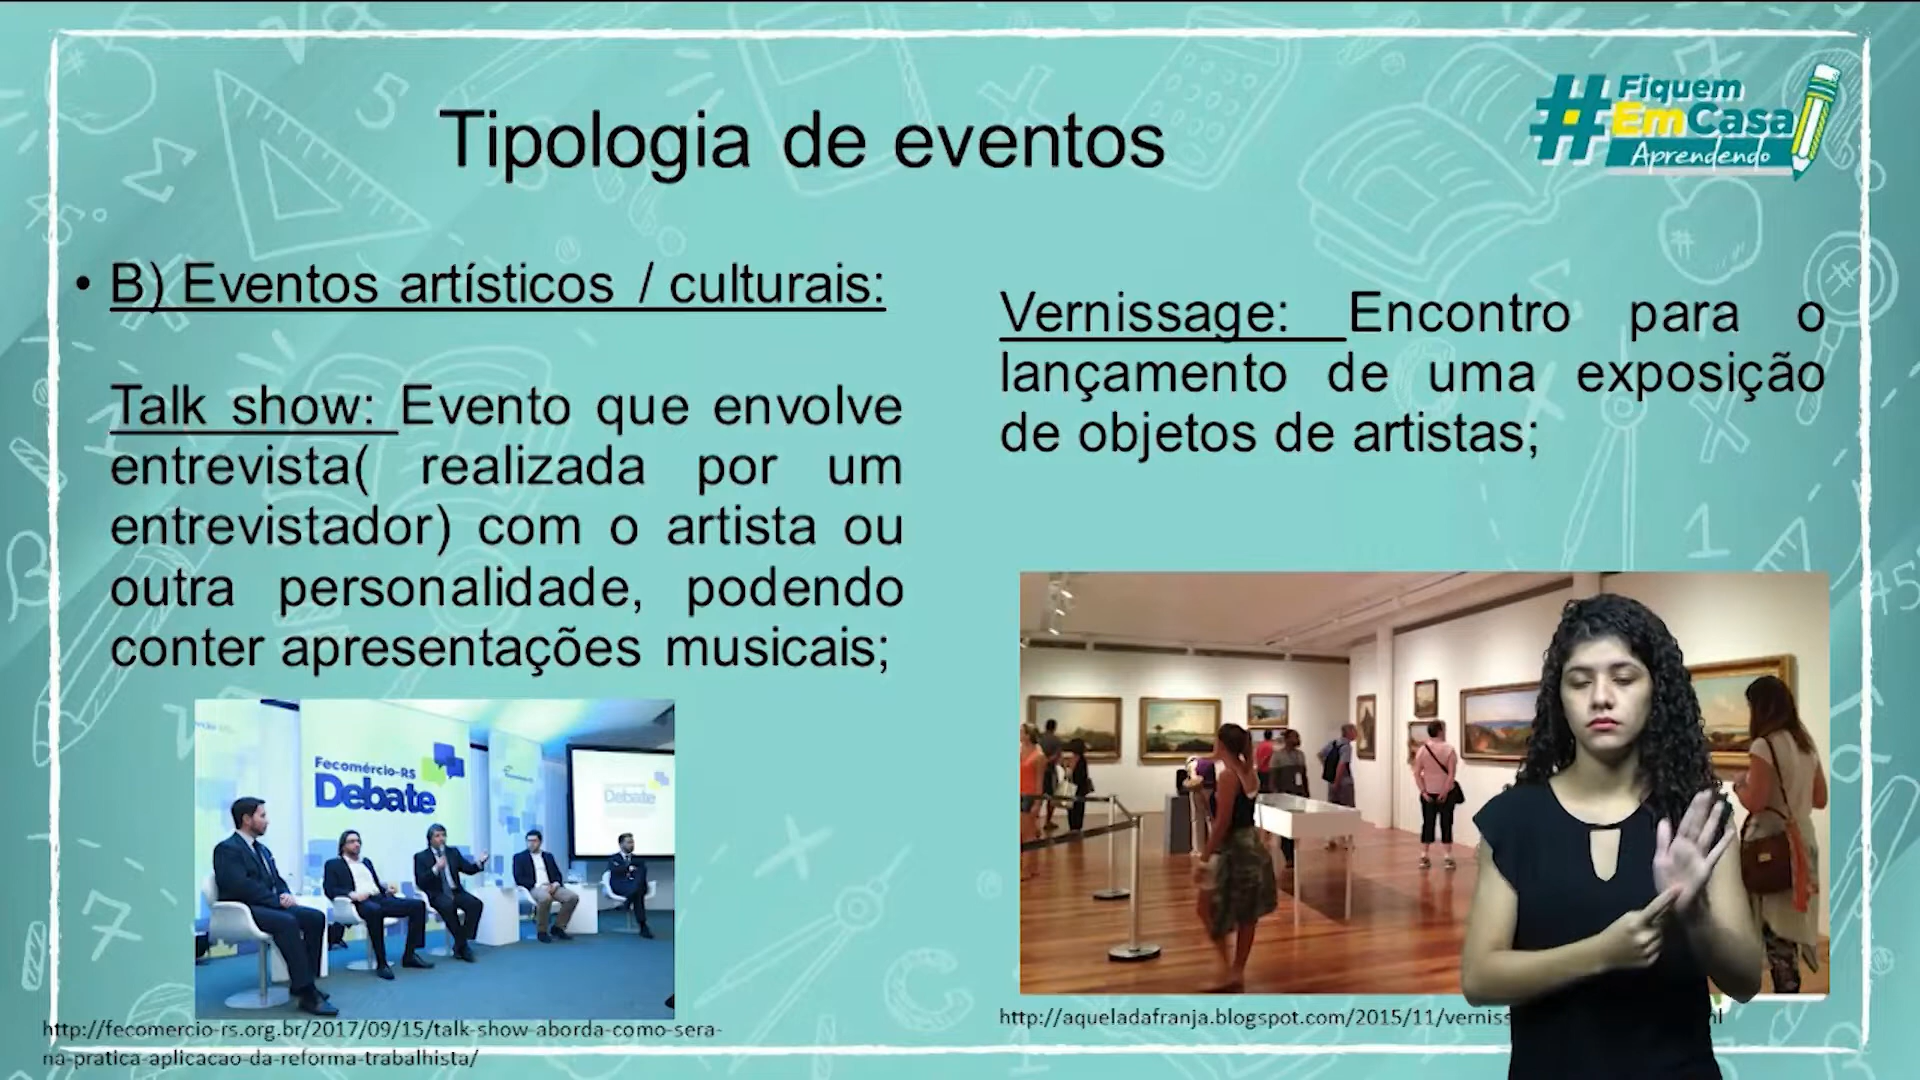 Tipologia de eventos
#Fiquem
EmCasa
Aprendendo
• B) Eventos artísticos / culturais:
Talk show: Evento que envolve
entrevista( realizada por um
entrevistador) com o artista ou
outra personalidade, podendo
conter apresentações musicais;
Fecomércio-RS
Debate
Debate
http://fecomercio-rs.org.br/2017/09/15/talk-show-aborda-como-sera-
na-pratica-aplicacao-da-reforma-trabalhista/
Vernissage: Encontro para o
lançamento de uma exposição
de objetos de artistas;
http://aqueladafranja.blogspot.com/2015/11/verniss